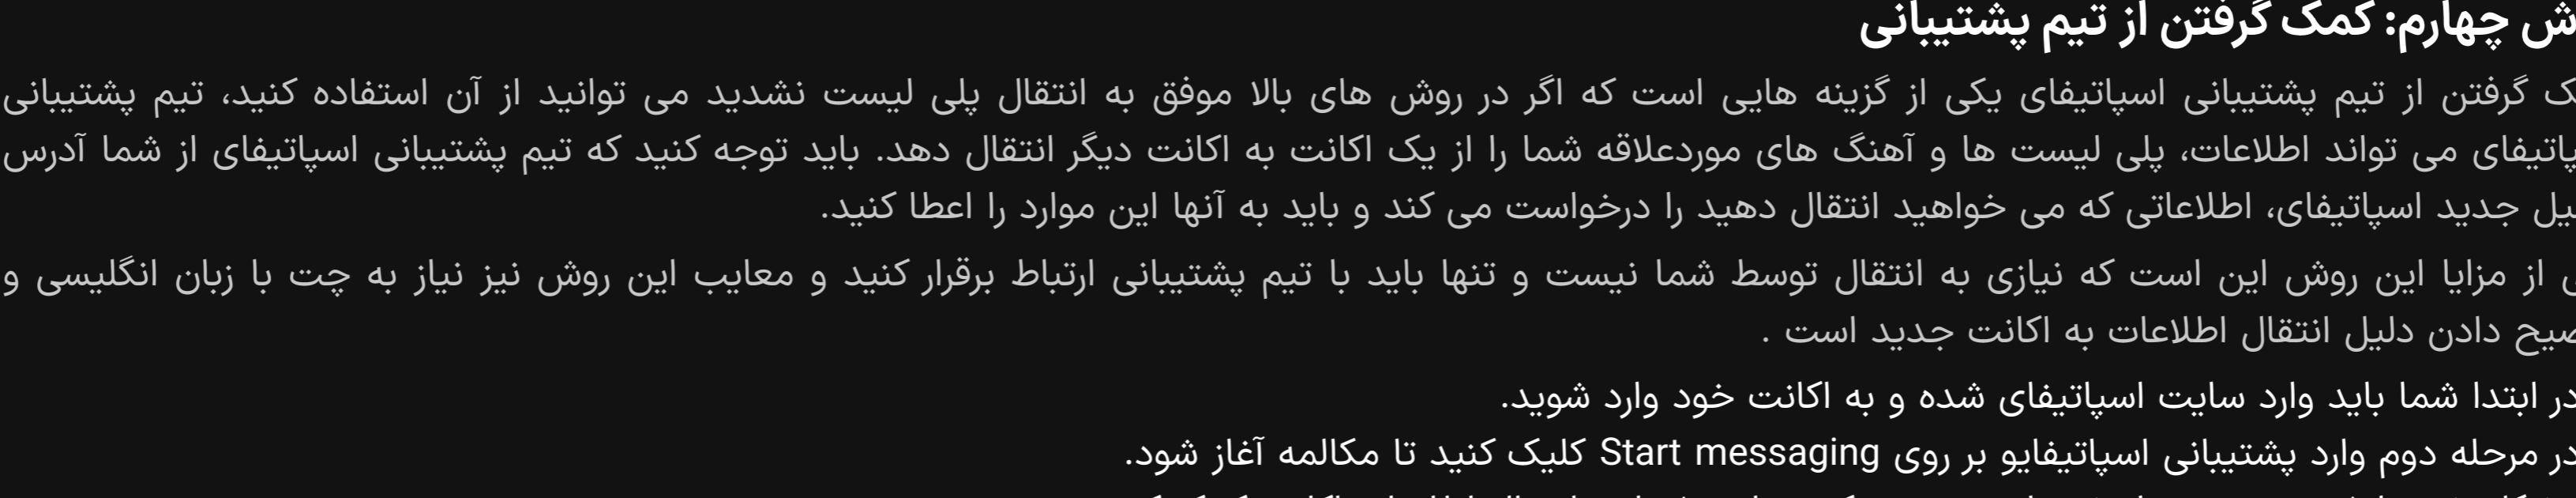 چهارم: کمک گرفتن از تیم پشتیبانی
گرفتن از تیم پشتیبانی اسپاتیفای یکی از گزینه هایی است که اگر در روش های بالا موفق به انتقال پلی لیست نشدید می توانید از آن استفاده کنید، تیم پشتیبانی
می تواند اطلاعات، پلی لیست ها و آهنگ های موردعلاقه شما را از یک اکانت به اکانت دیگر انتقال دهد. باید توجه کنید که تیم پشتیبانی اسپاتیفای از شما آدرس
جدید اسپاتیفای، اطلاعاتی که می خواهید انتقال دهید را درخواست می کند و باید به آنها این موارد را اعطا کنید.
از مزایا این روش این است که نیازی به انتقال توسط شما نیست و تنها باید با تیم پشتیبانی ارتباط برقرار کنید و معایب این روش نیز نیاز به چت با زبان انگلیسی و
دادن دلیل انتقال اطلاعات به اکانت جدید است .
در ابتدا شما باید وارد سایت اسپاتیفای شده و به اکانت خود وارد شوید.
در مرحله دوم وارد پشتیبانی اسپاتیفایو بر روی Start messaging کلیک کنید تا مکالمه آغاز شود.